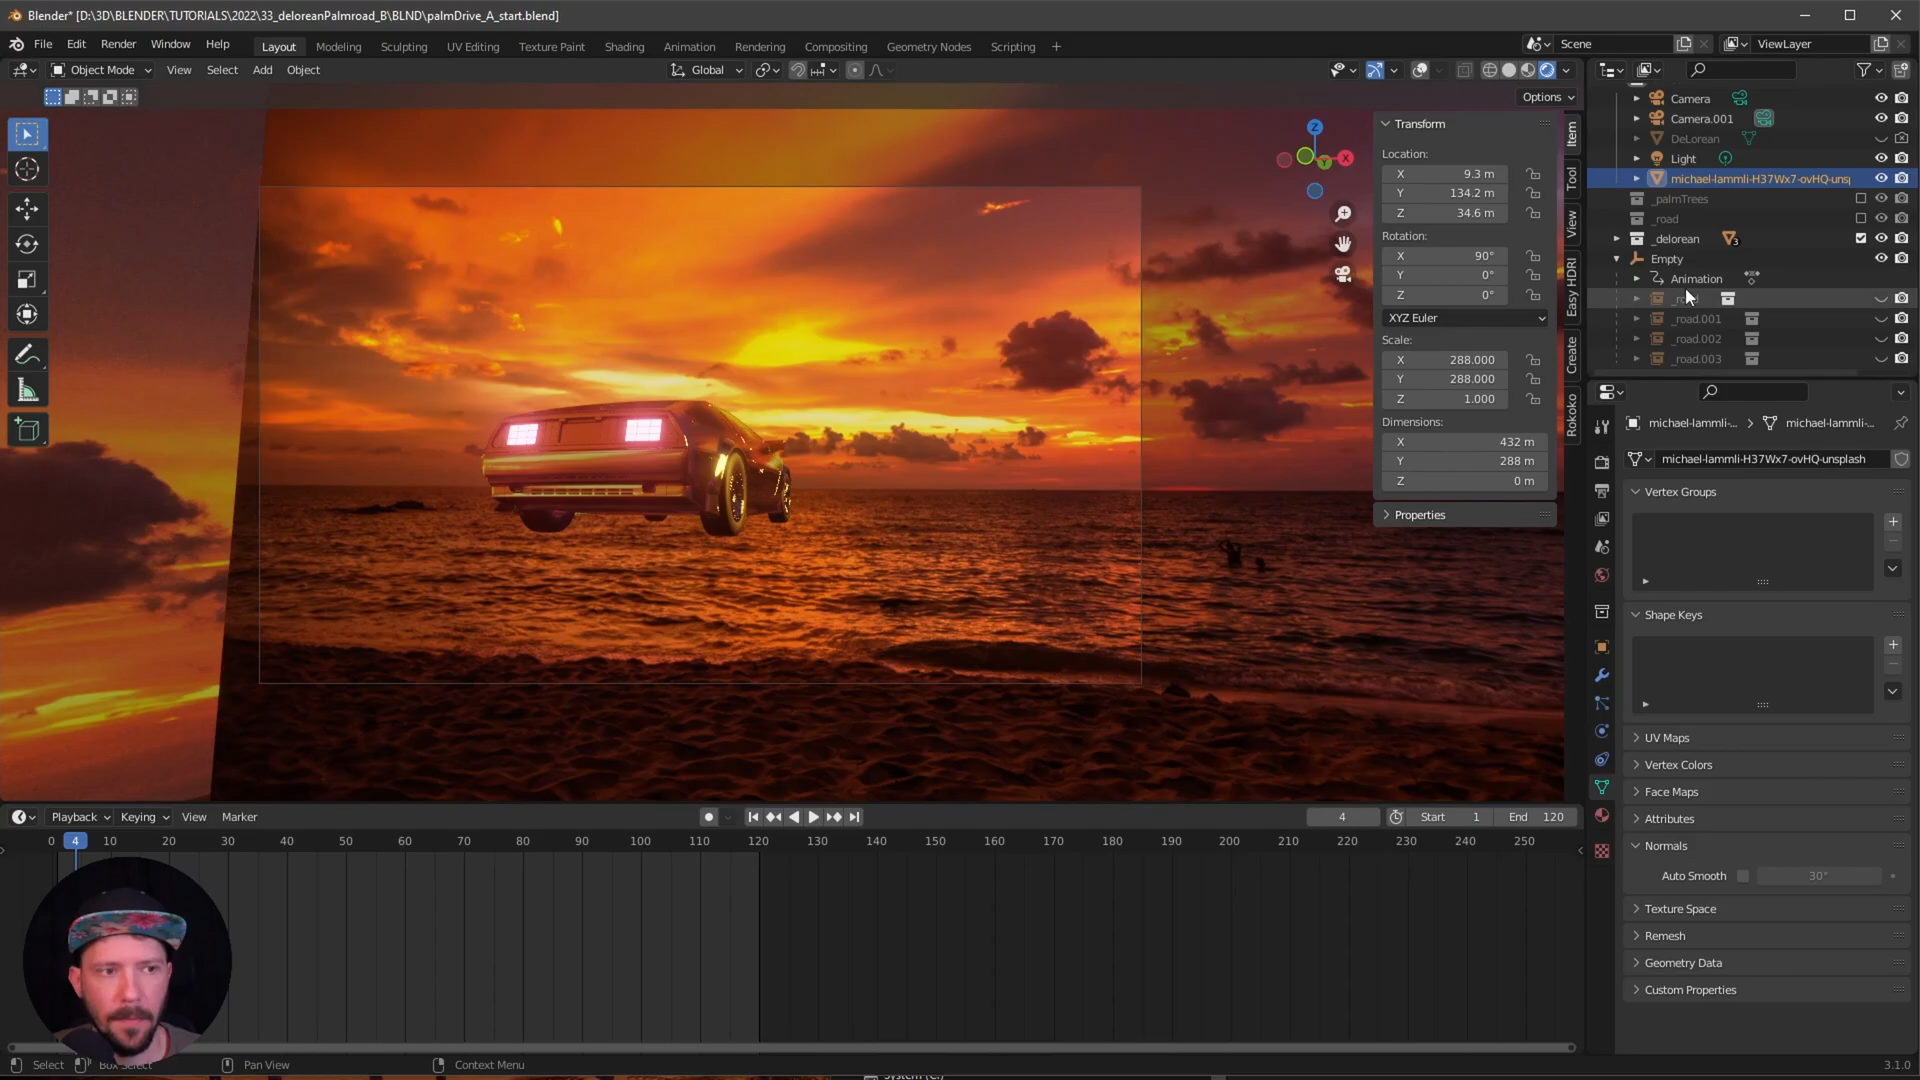 Blender* [D:\3D\BLENDER\TUTORIALS\2022\33_deloreanPalmroad_B\BLND\palmDrive_A_start.blend]
File Edit Render Window Help Layout Modeling Sculpting UV Editing Texture Paint Shading Animation Rendering Compositing Geometry Nodes Scripting + Scene ViewLayer
Object Mode View Select Add Object Global
Options
Transform
Location:
X 9.3 m
Y 134.2 m
Z 34.6 m
Rotation:
X 90°
Y 0°
Z 0°
XYZ Euler
Scale:
X 288.000
Y 288.000
Z 1.000
Dimensions:
X 432 m
Y 288 m
Z 0 m
Properties
Z
X
Y
Item
Tool
View
Easy HDRI
Create
Rokoko
Camera
Camera.001
DeLorean
Light
michael-lammli-H37Wx7-ovHQ-uns
_palmTrees
_road
_delorean 3
Empty
Animation
_road.001
_road.002
_road.003
michael-lammli-... michael-lammli-...
michael-lammli-H37Wx7-ovHQ-unsplash
Vertex Groups
Shape Keys
UV Maps
Vertex Colors
Face Maps
Attributes
Normals
Auto Smooth 30°
Texture Space
Remesh
Geometry Data
Custom Properties
Playback Keying View Marker 4 Start 1 End 120
0 4 10 20 30 40 50 60 70 80 90 100 110 120 130 140 150 160 170 180 190 200 210 220 230 240 250
Select Box Select Pan View Context Menu 3.1.0